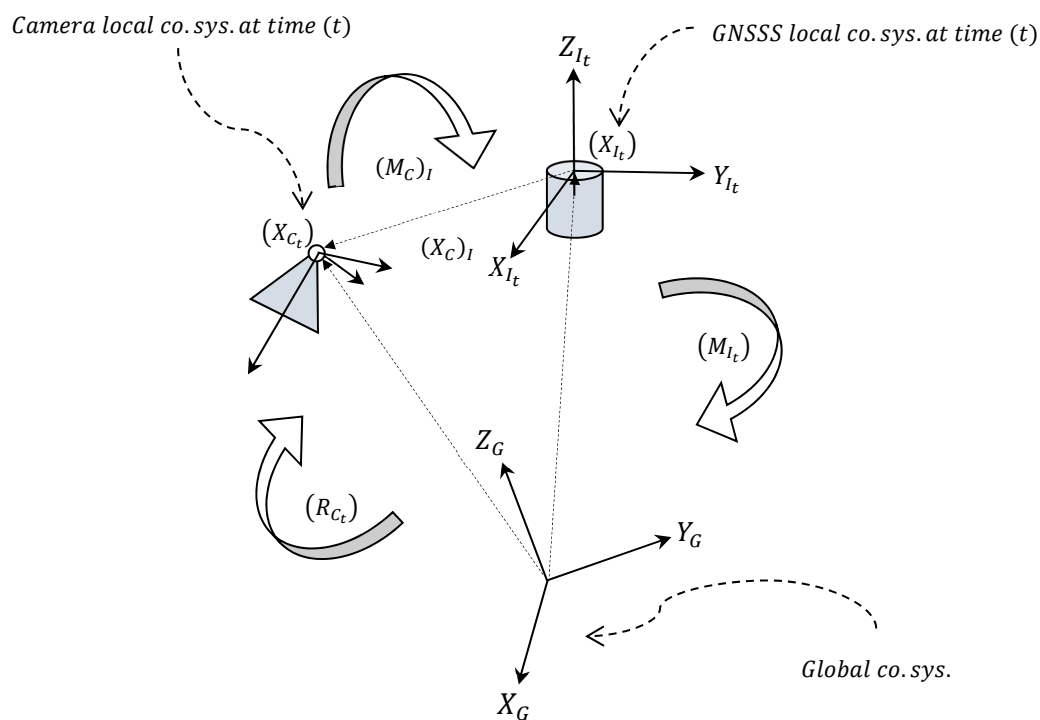 Camera local co. sys. at time (t)
GNSSS local co. sys. at time (t)
Z_{I_t}
(X_{I_t})
(M_C)_I
Y_{I_t}
(X_{C_t})
(X_C)_I
X_{I_t}
(M_{I_t})
Z_G
(R_{C_t})
Y_G
Global co. sys.
X_G